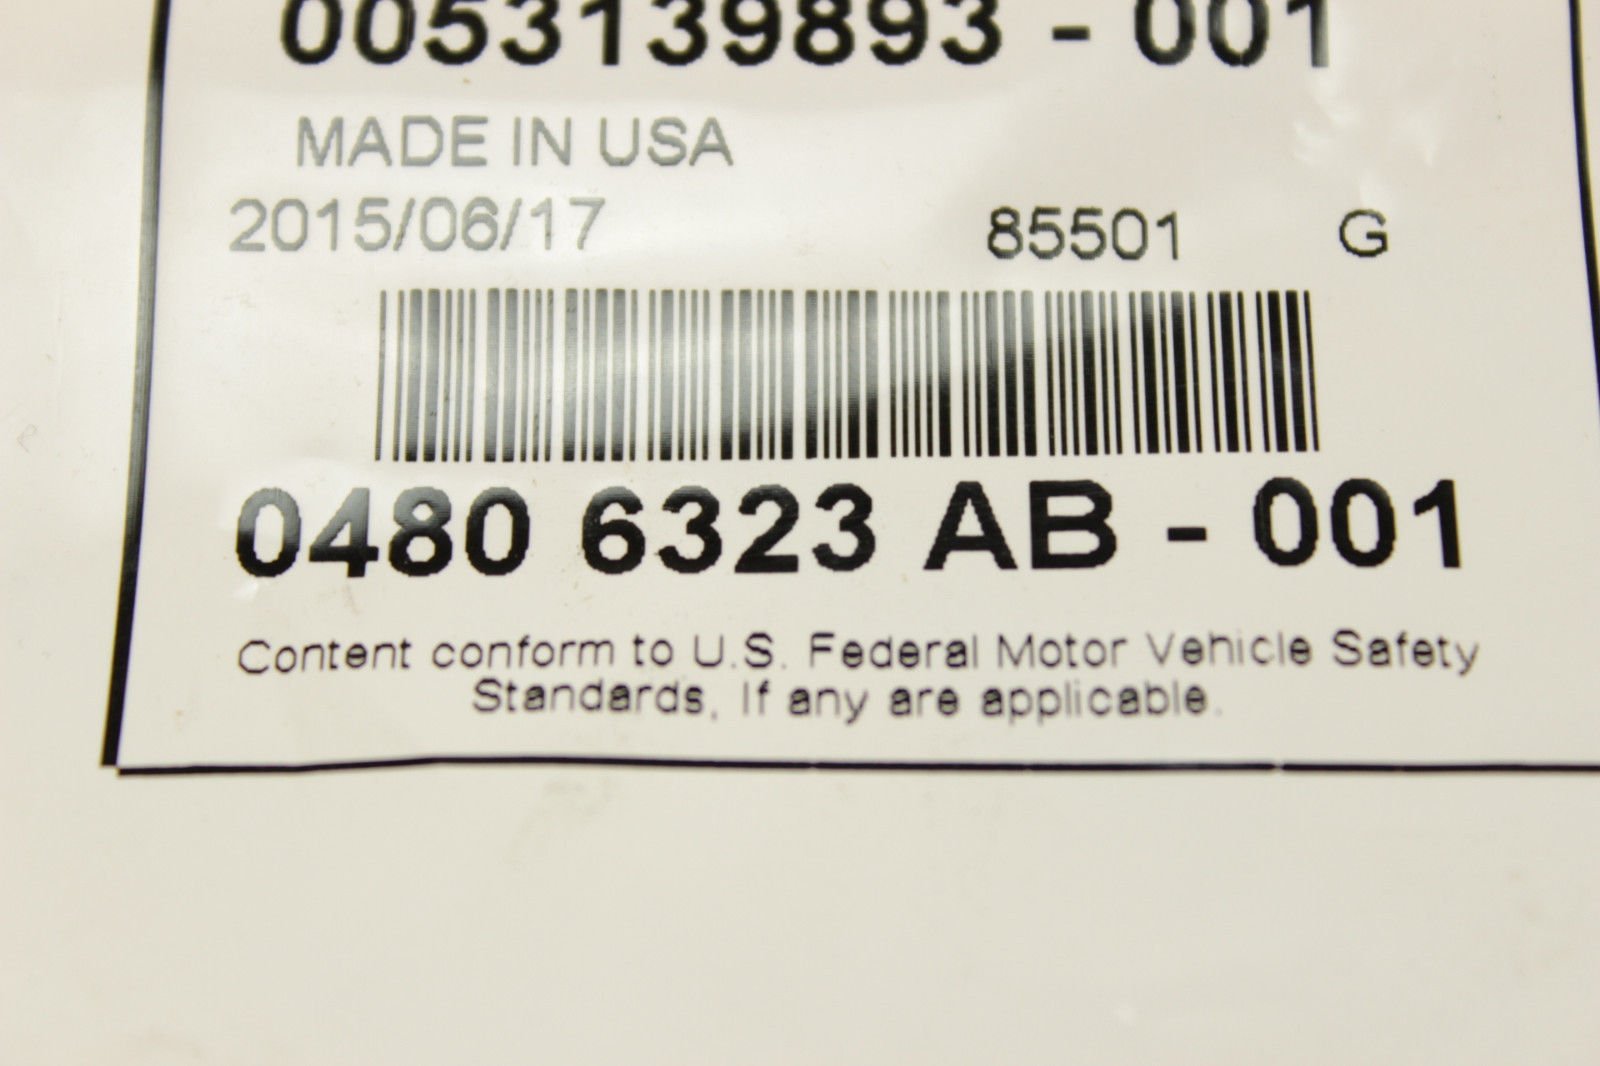 0053139893 - 001
MADE IN USA
2015/06/17 85501 G
0480 6323 AB - 001
Content conform to U.S. Federal Motor Vehicle Safety
Standards, If any are applicable.